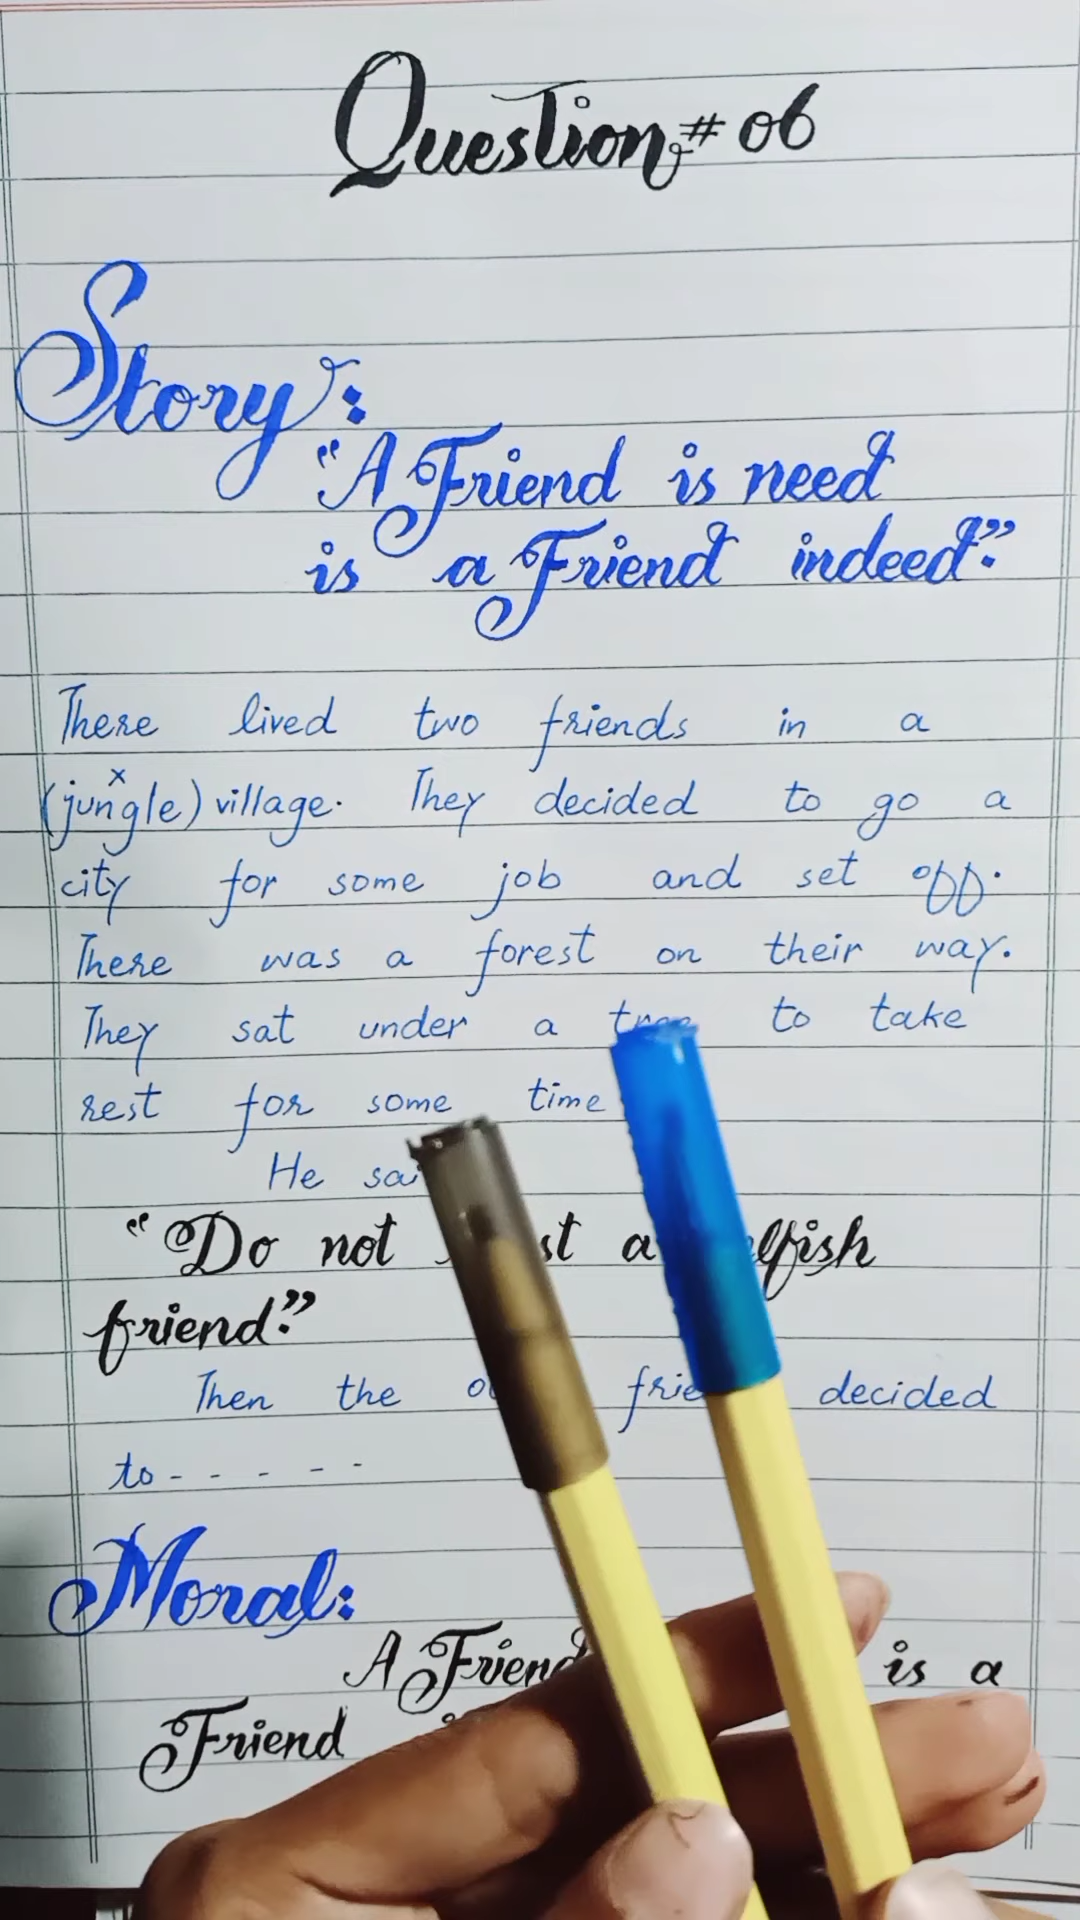 Question # 06
Story:
"A Friend is need
is a Friend indeed."
There lived two friends in a
(jungle) x village. They decided to go a
city for some job and set off.
There was a forest on their way.
They sat under a tree to take
rest for some time
He
"Do not a
friend."
Then the decided
to - - - - -
Moral:
A is a
Friend